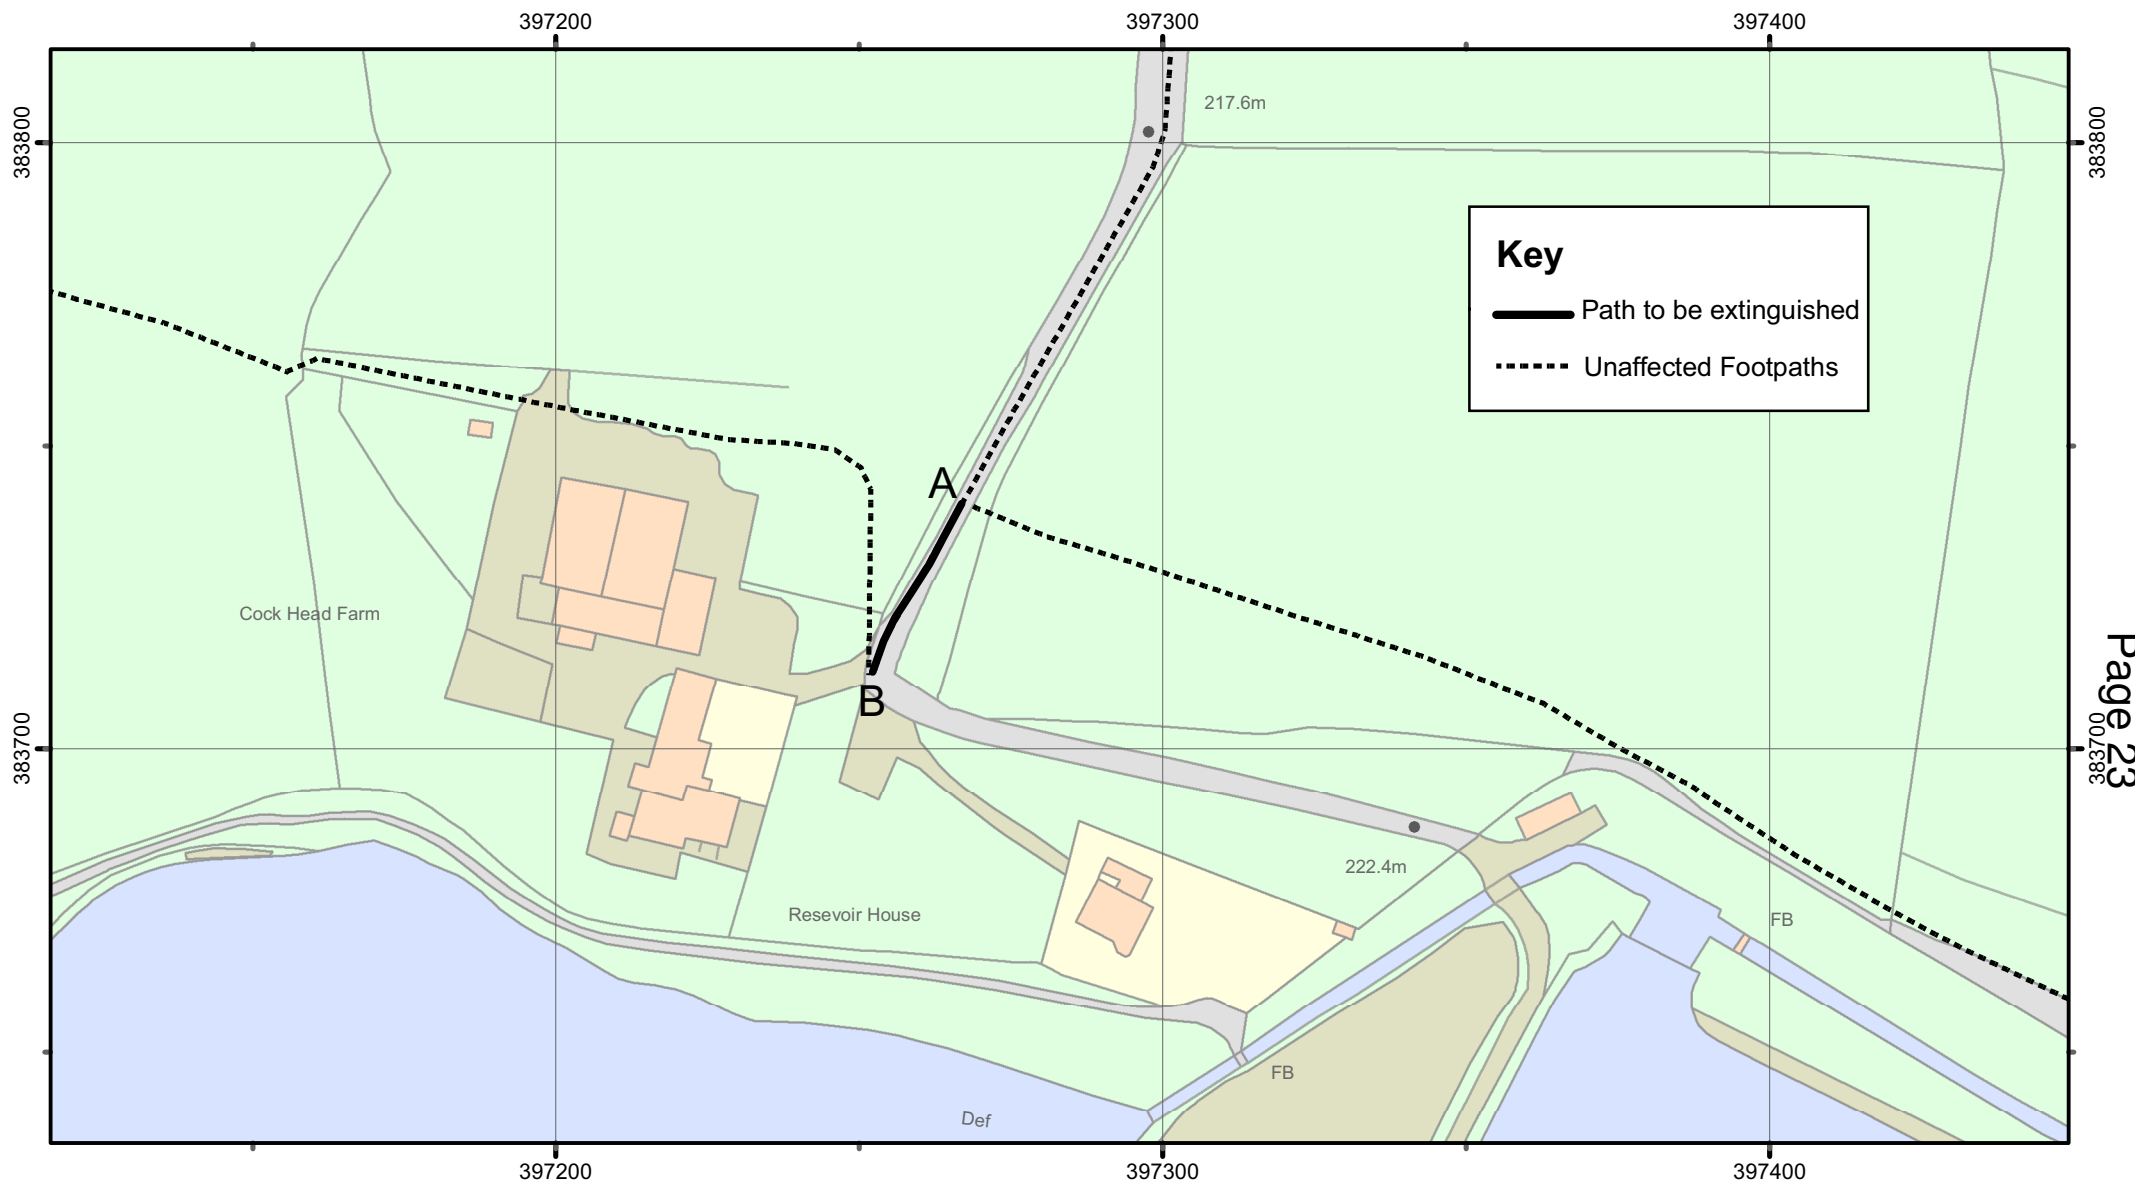 397200
397300
397400
383800
383800
217.6m
Key
Path to be extinguished
Unaffected Footpaths
A
Cock Head Farm
B
Page 23
383700
383700
222.4m
Resevoir House
FB
FB
Def
397200
397300
397400